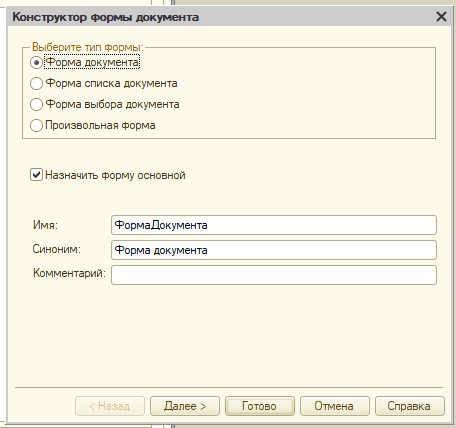 Конструктор формы документа
Выберите тип формы:
Форма документа
Форма списка документа
Форма выбора документа
Произвольная форма
Назначить форму основной
Имя: ФормаДокумента
Синоним: Форма документа
Комментарий:
< Назад Далее > Готово Отмена Справка